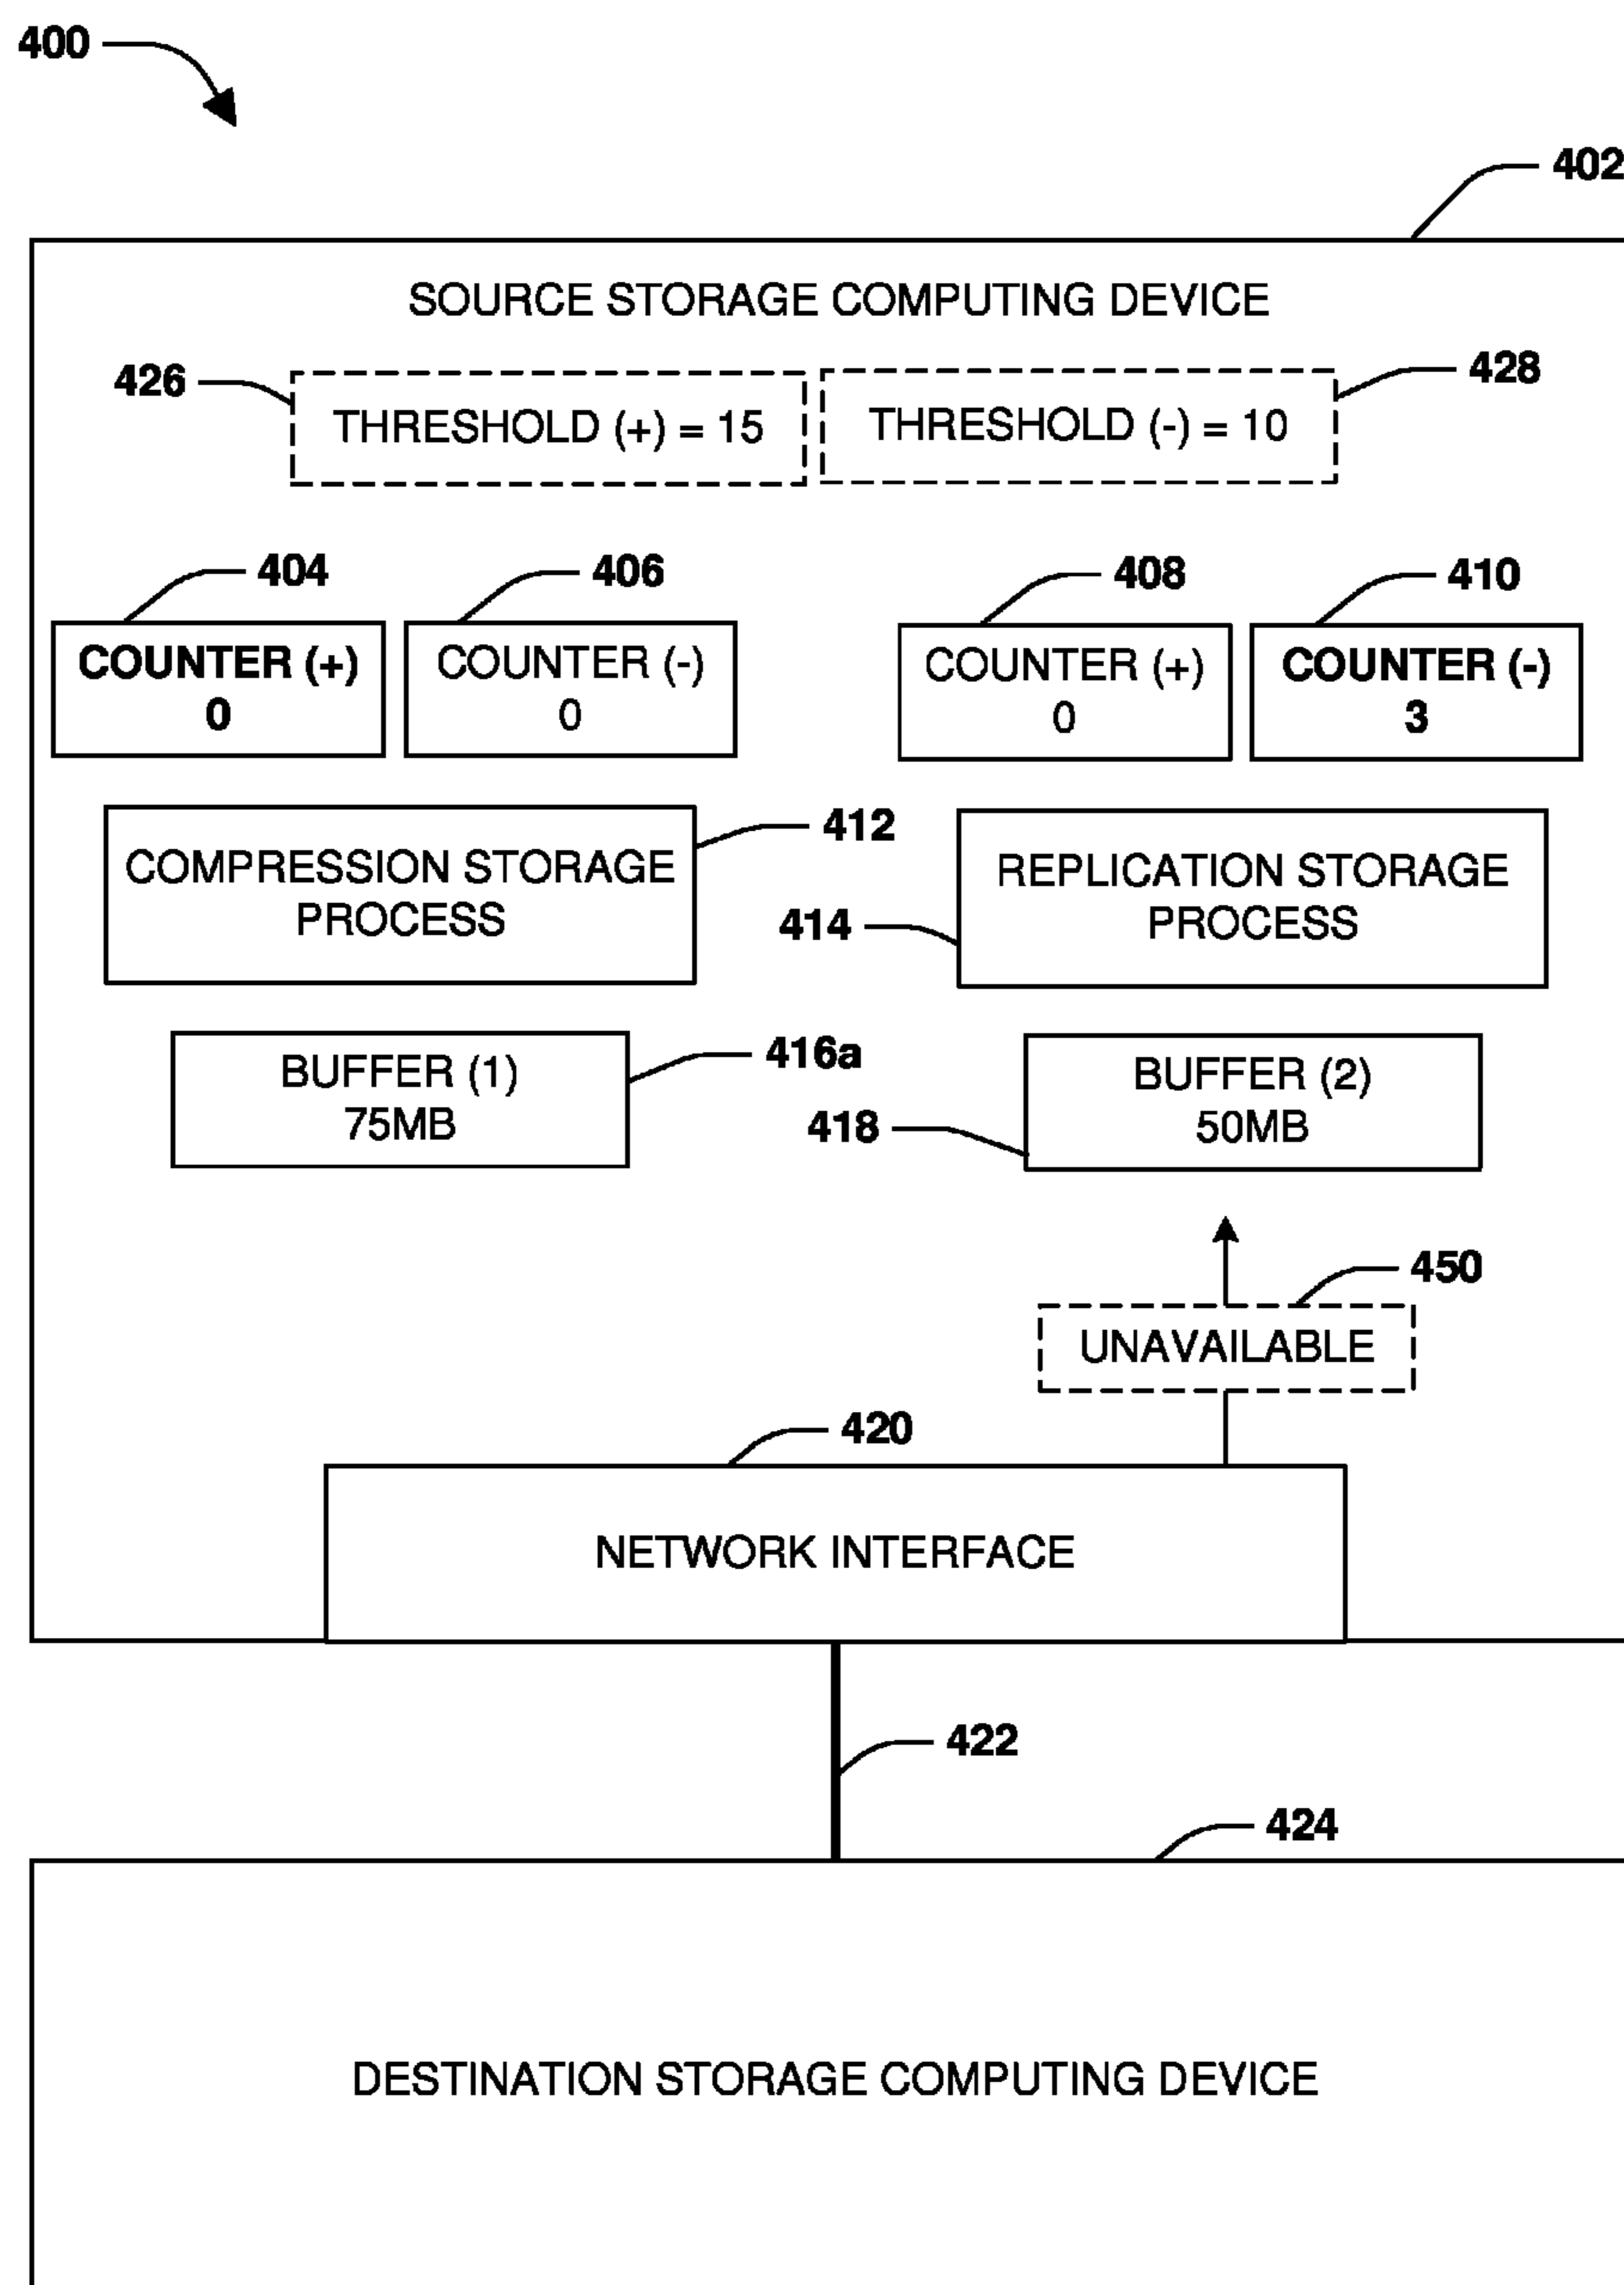 400
402
SOURCE STORAGE COMPUTING DEVICE
426
THRESHOLD (+) = 15
THRESHOLD (-) = 10
428
404
406
408
410
COUNTER (+)
0
COUNTER (-)
0
COUNTER (+)
0
COUNTER (-)
3
COMPRESSION STORAGE
PROCESS
412
414
REPLICATION STORAGE
PROCESS
BUFFER (1)
75MB
416a
418
BUFFER (2)
50MB
450
UNAVAILABLE
420
NETWORK INTERFACE
422
424
DESTINATION STORAGE COMPUTING DEVICE